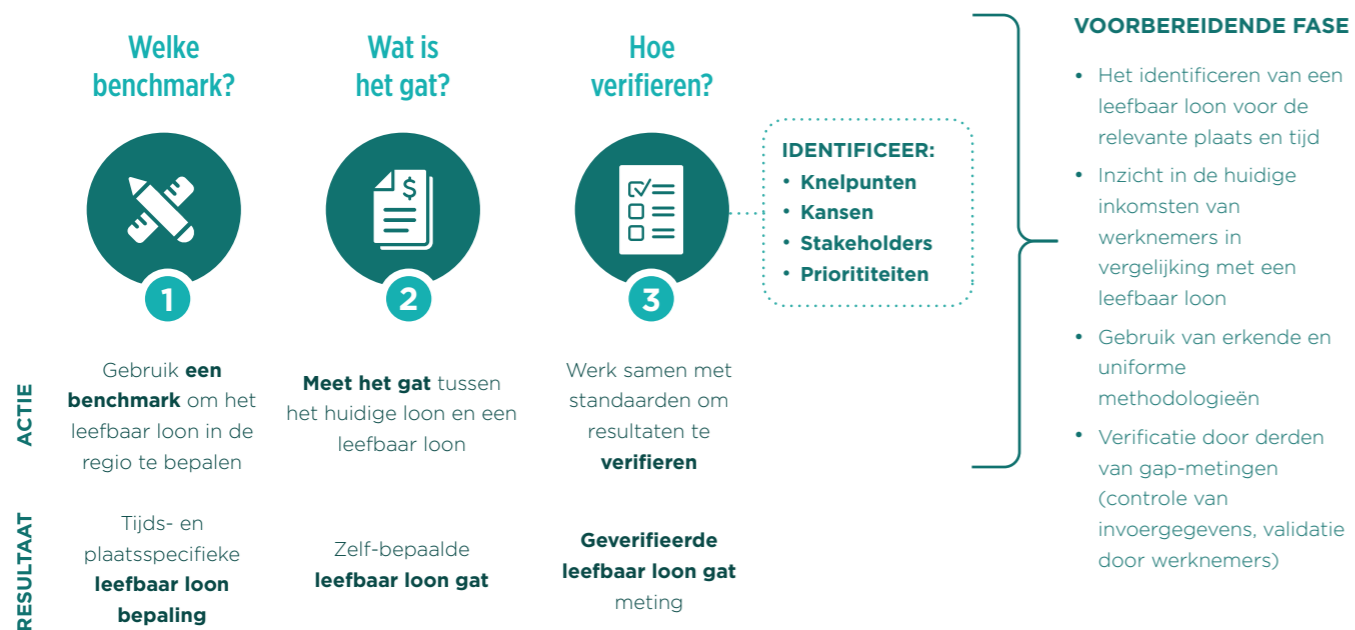 Welke
benchmark?
1
Wat is
het gat?
$
2
Hoe
verifieren?
3
IDENTIFICEER:
• Knelpunten
• Kansen
• Stakeholders
• Priorititeiten
ACTIE
Gebruik een
benchmark om het
leefbaar loon in de
regio te bepalen
Meet het gat tussen
het huidige loon en een
leefbaar loon
Werk samen met
standaarden om
resultaten te
verifieren
RESULTAAT
Tijds- en
plaatsspecifieke
leefbaar loon
bepaling
Zelf-bepaalde
leefbaar loon gat
Geverifieerde
leefbaar loon gat
meting
VOORBEREIDENDE FASE
• Het identificeren van een
leefbaar loon voor de
relevante plaats en tijd
• Inzicht in de huidige
inkomsten van
werknemers in
vergelijking met een
leefbaar loon
• Gebruik van erkende en
uniforme
methodologieën
• Verificatie door derden
van gap-metingen
(controle van
invoergegevens, validatie
door werknemers)